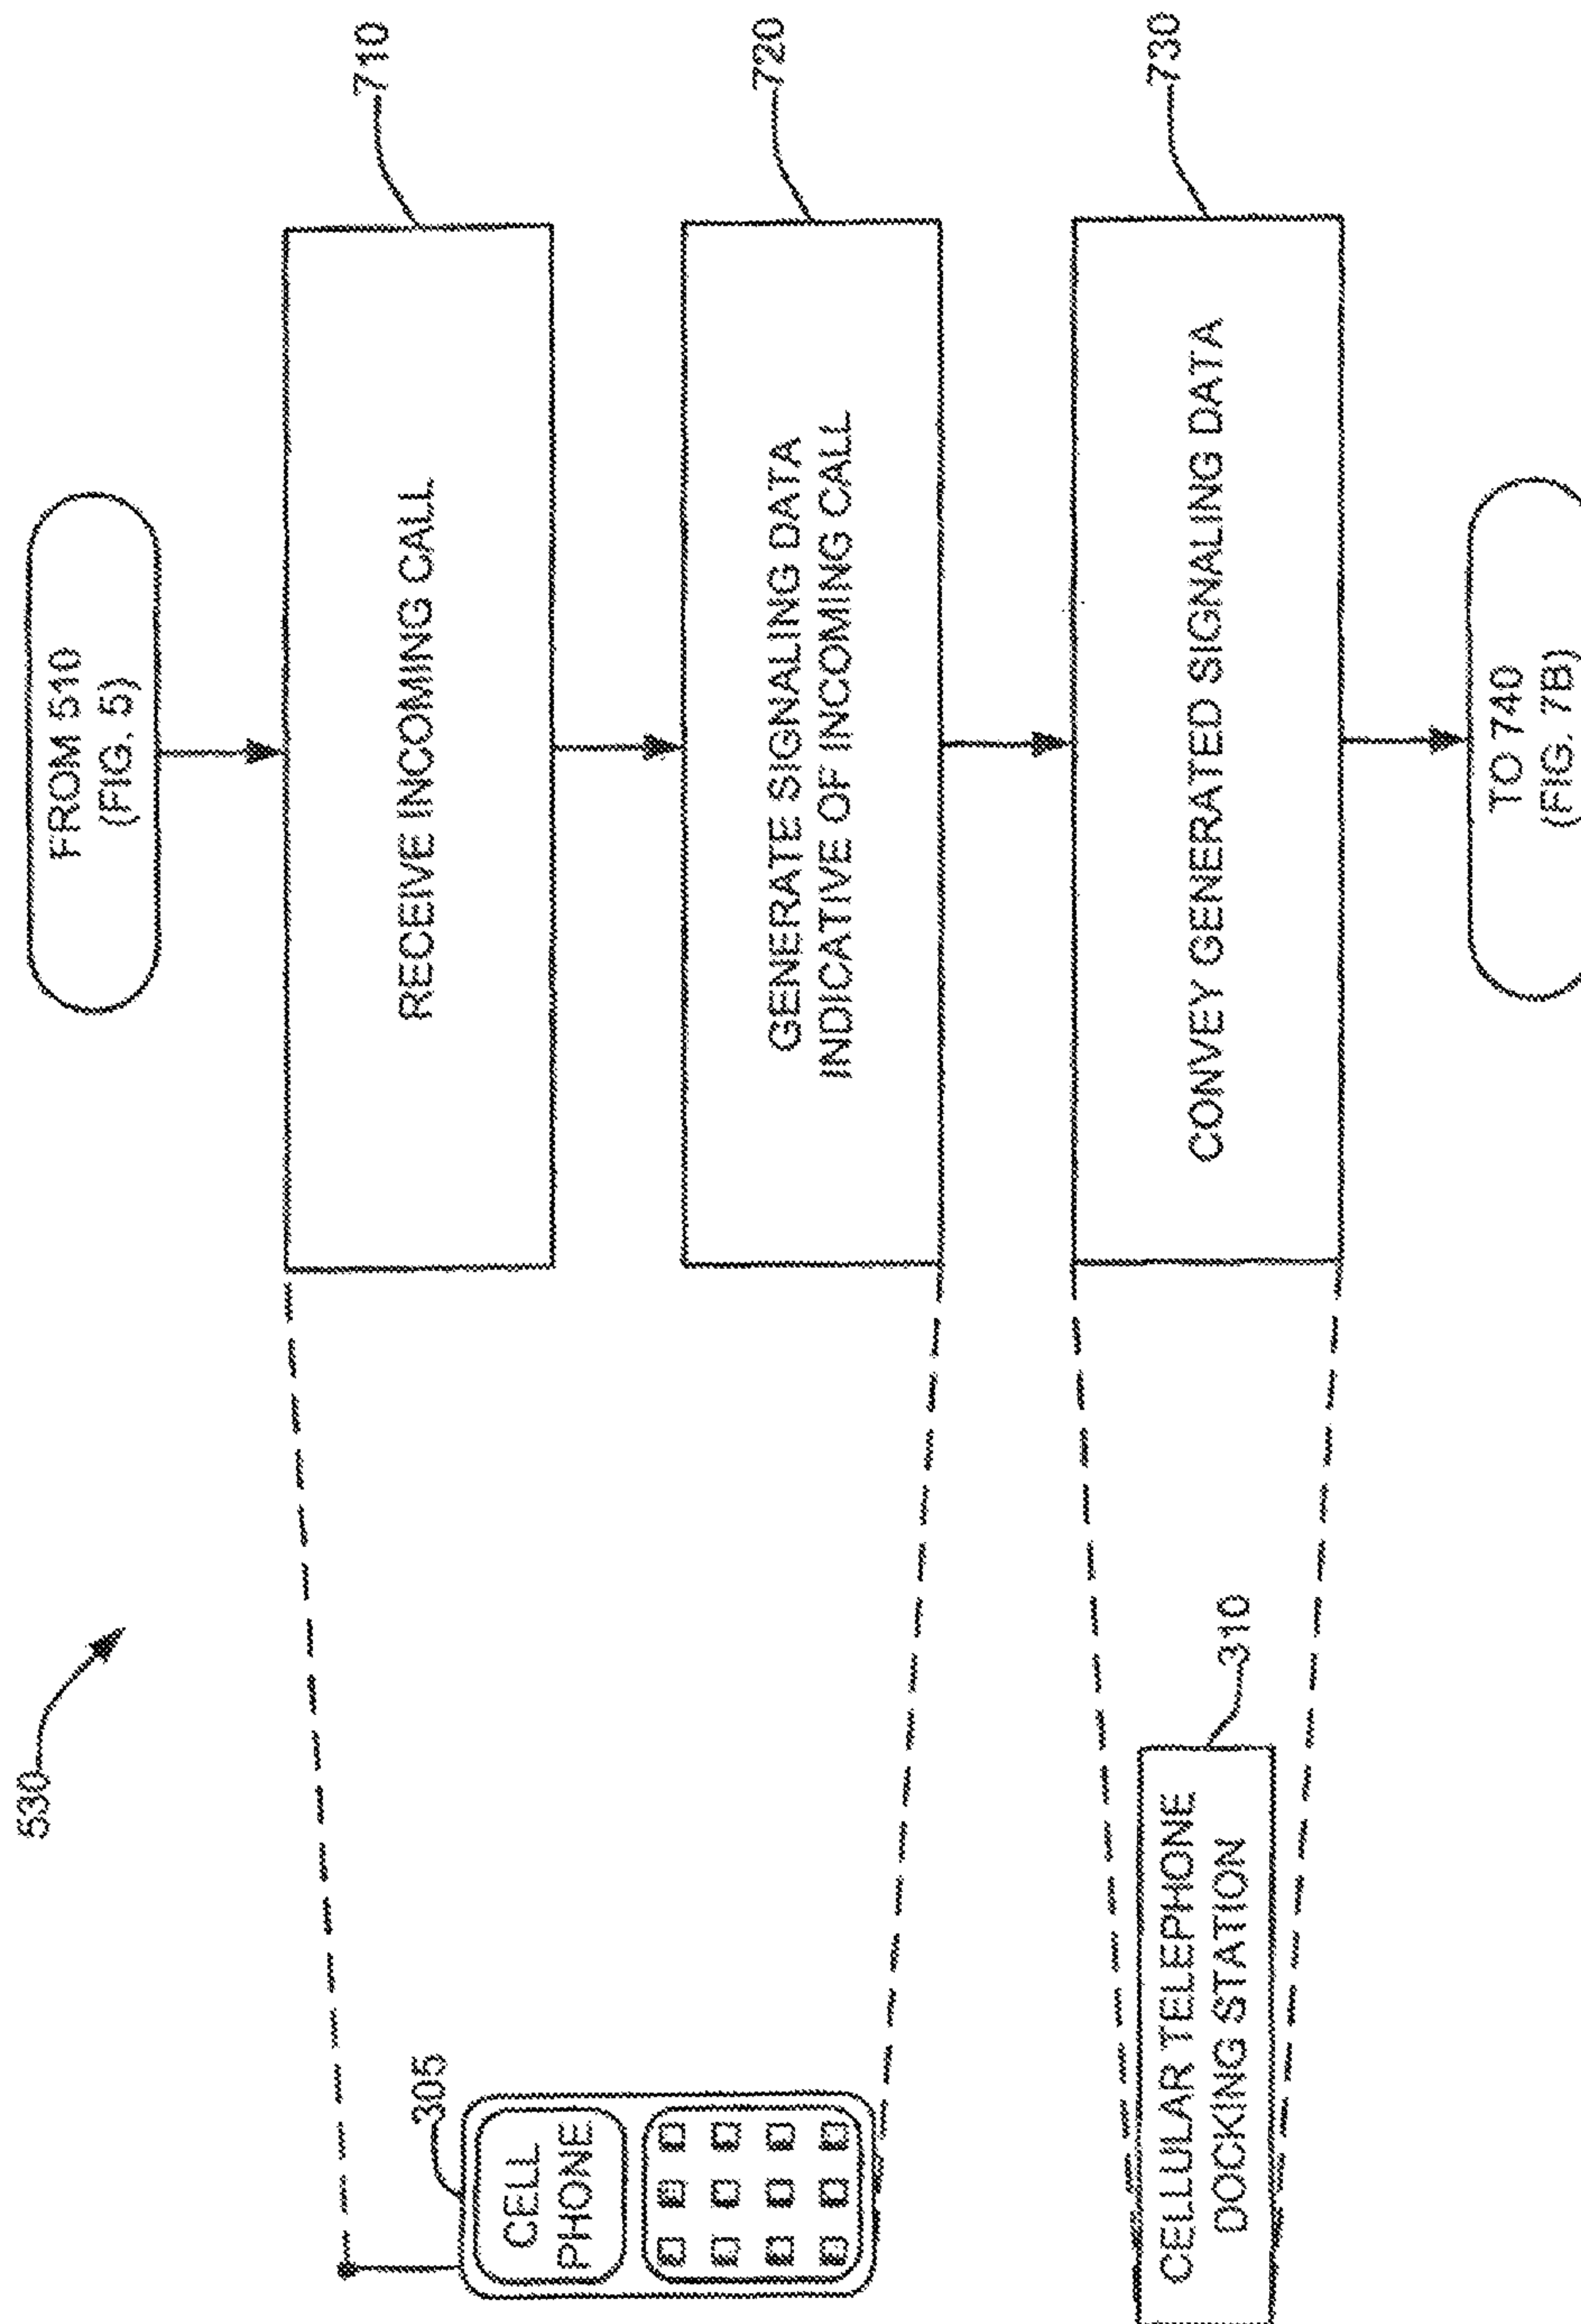 530
FROM 510
(FIG. 5)
RECEIVE INCOMING CALL
710
305
CELL
PHONE
GENERATE SIGNALING DATA
INDICATIVE OF INCOMING CALL
720
CELLULAR TELEPHONE
DOCKING STATION
310
CONVEY GENERATED SIGNALING DATA
730
TO 740
(FIG. 7B)